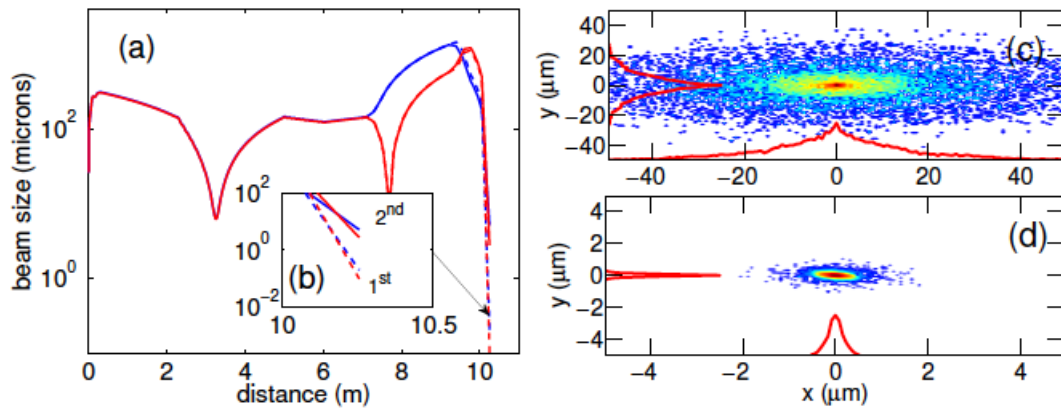 (a)
beam size (microns)
10²
10⁰
0 2 4 6 8 10
distance (m)
(b)
10²
10⁰
10⁻²
2nd
1st
10 10.5
(c)
y (μm)
40
20
0
−20
−40
−40 −20 0 20 40
(d)
y (μm)
4
2
0
−2
−4
−4 −2 0 2 4
x (μm)